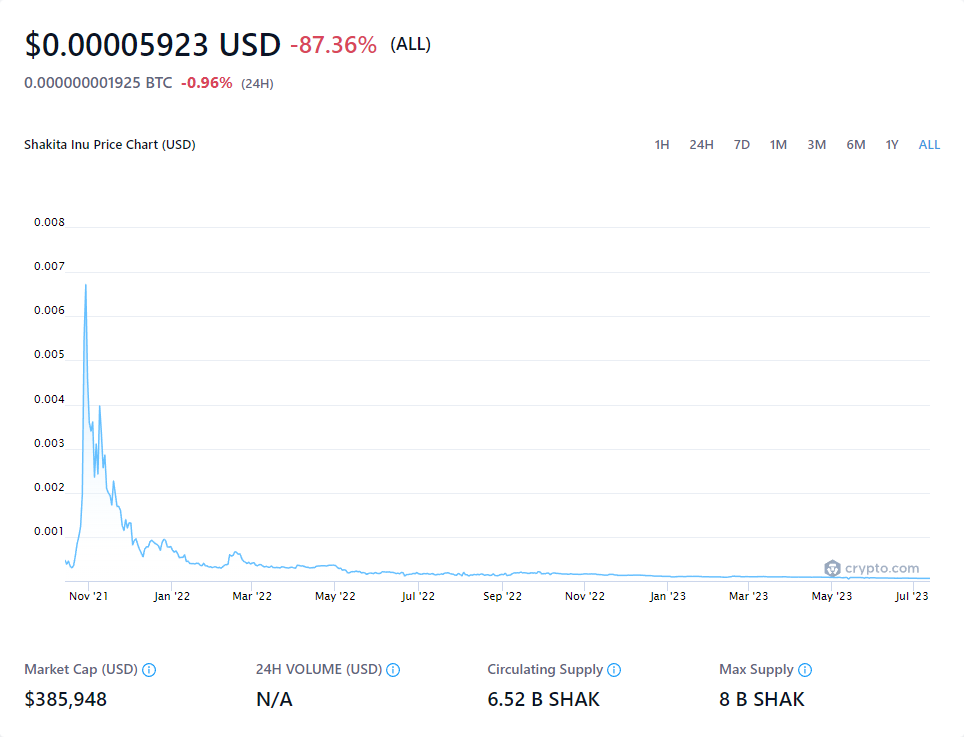 $0.00005923 USD -87.36% (ALL)
0.000000001925 BTC -0.96% (24H)
Shakita Inu Price Chart (USD) 1H 24H 7D 1M 3M 6M 1Y ALL
0.008
0.007
0.006
0.005
0.004
0.003
0.002
0.001
crypto.com
Nov '21 Jan '22 Mar '22 May '22 Jul '22 Sep '22 Nov '22 Jan '23 Mar '23 May '23 Jul '23
Market Cap (USD) 24H VOLUME (USD) Circulating Supply Max Supply
$385,948 N/A 6.52 B SHAK 8 B SHAK